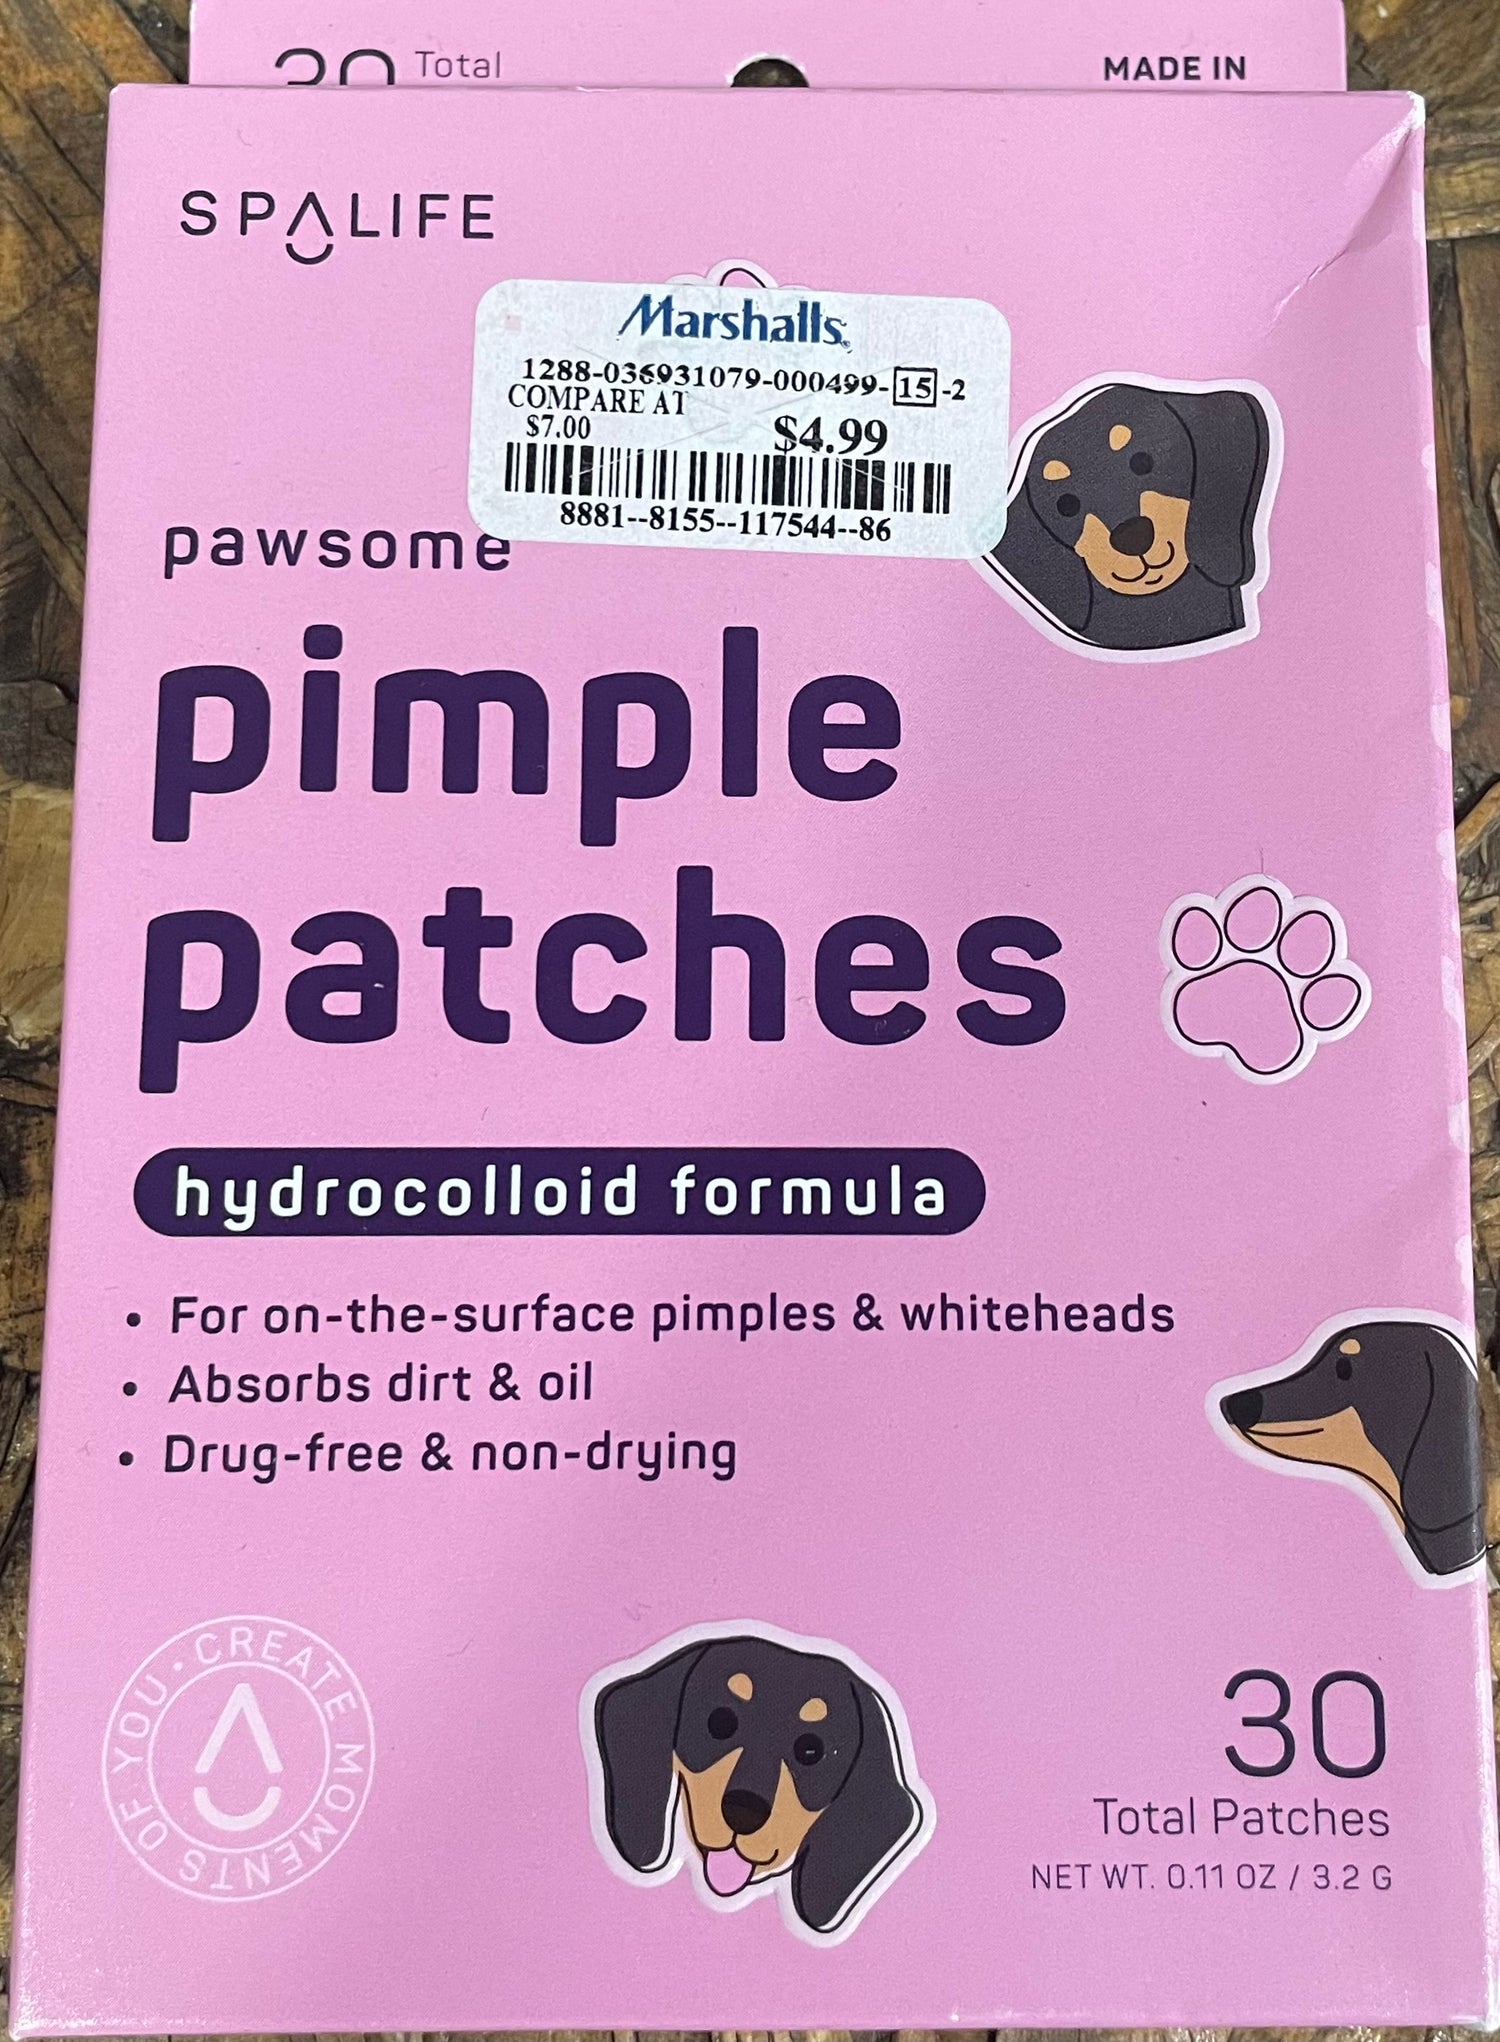 Total
MADE IN
SPALIFE
Marshalls
1288-036931079-000499-15-2
COMPARE AT
$7.00
$4.99
8881--8155--117544--86
pawsome
pimple
patches
hydrocolloid formula
• For on-the-surface pimples & whiteheads
• Absorbs dirt & oil
• Drug-free & non-drying
CREATE MOMENTS OF YOU •
30
Total Patches
NET WT. 0.11 OZ / 3.2 G